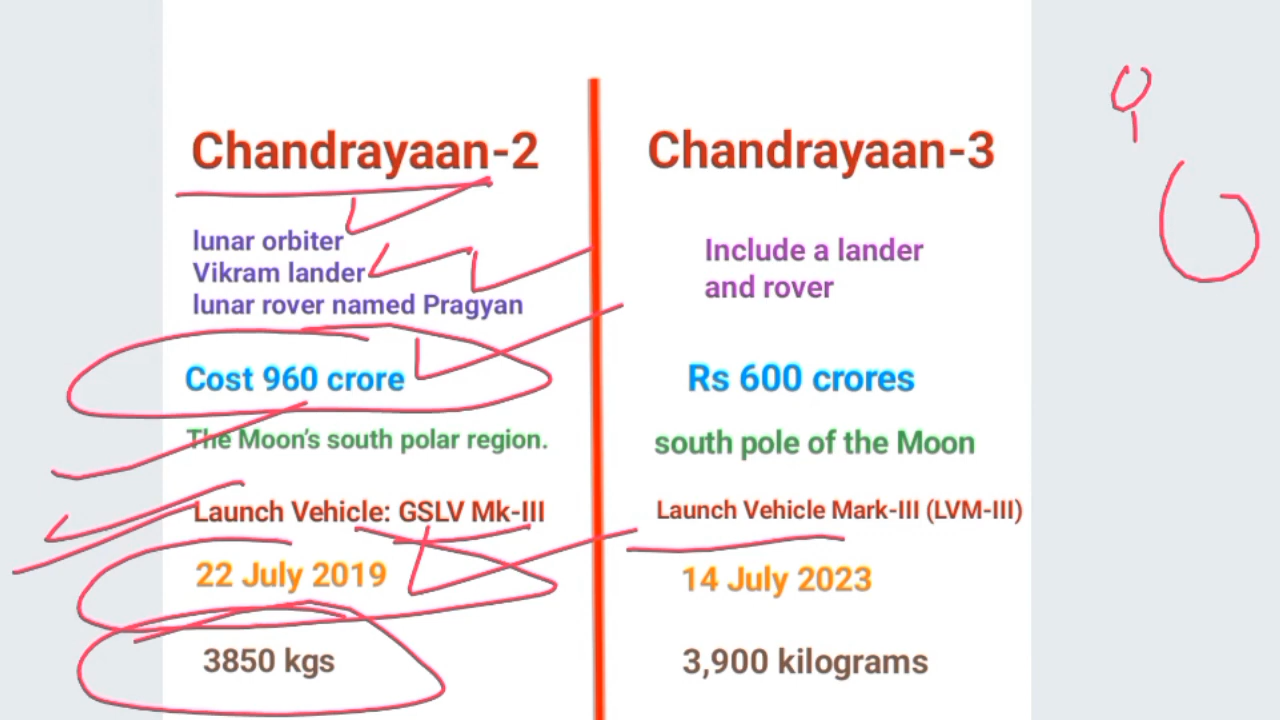 Chandrayaan-2
lunar orbiter
Vikram lander
lunar rover named Pragyan
Cost 960 crore
The Moon's south polar region.
Launch Vehicle: GSLV Mk-III
22 July 2019
3850 kgs
Chandrayaan-3
Include a lander
and rover
Rs 600 crores
south pole of the Moon
Launch Vehicle Mark-III (LVM-III)
14 July 2023
3,900 kilograms